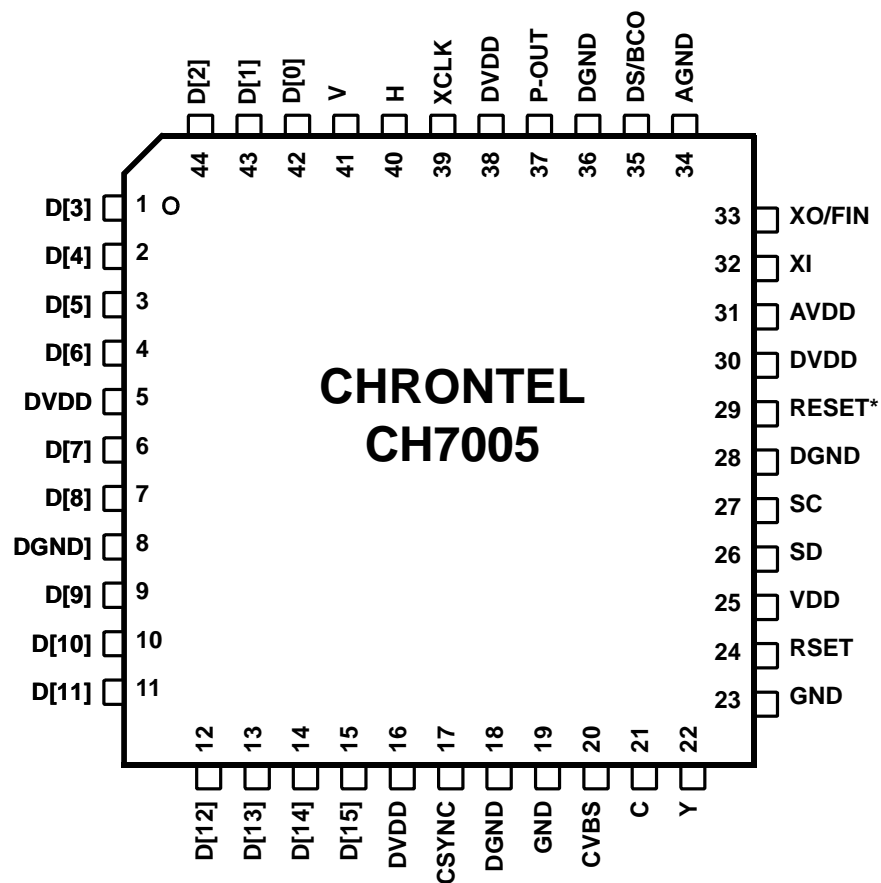 D[2] D[1] D[0] V H XCLK DVDD P-OUT DGND DS/BCO AGND
44 43 42 41 40 39 38 37 36 35 34
D[3] 1
D[4] 2
D[5] 3
D[6] 4
DVDD 5
D[7] 6
D[8] 7
DGND] 8
D[9] 9
D[10] 10
D[11] 11
CHRONTEL
CH7005
33 XO/FIN
32 XI
31 AVDD
30 DVDD
29 RESET*
28 DGND
27 SC
26 SD
25 VDD
24 RSET
23 GND
12 13 14 15 16 17 18 19 20 21 22
D[12] D[13] D[14] D[15] DVDD CSYNC DGND GND CVBS C Y